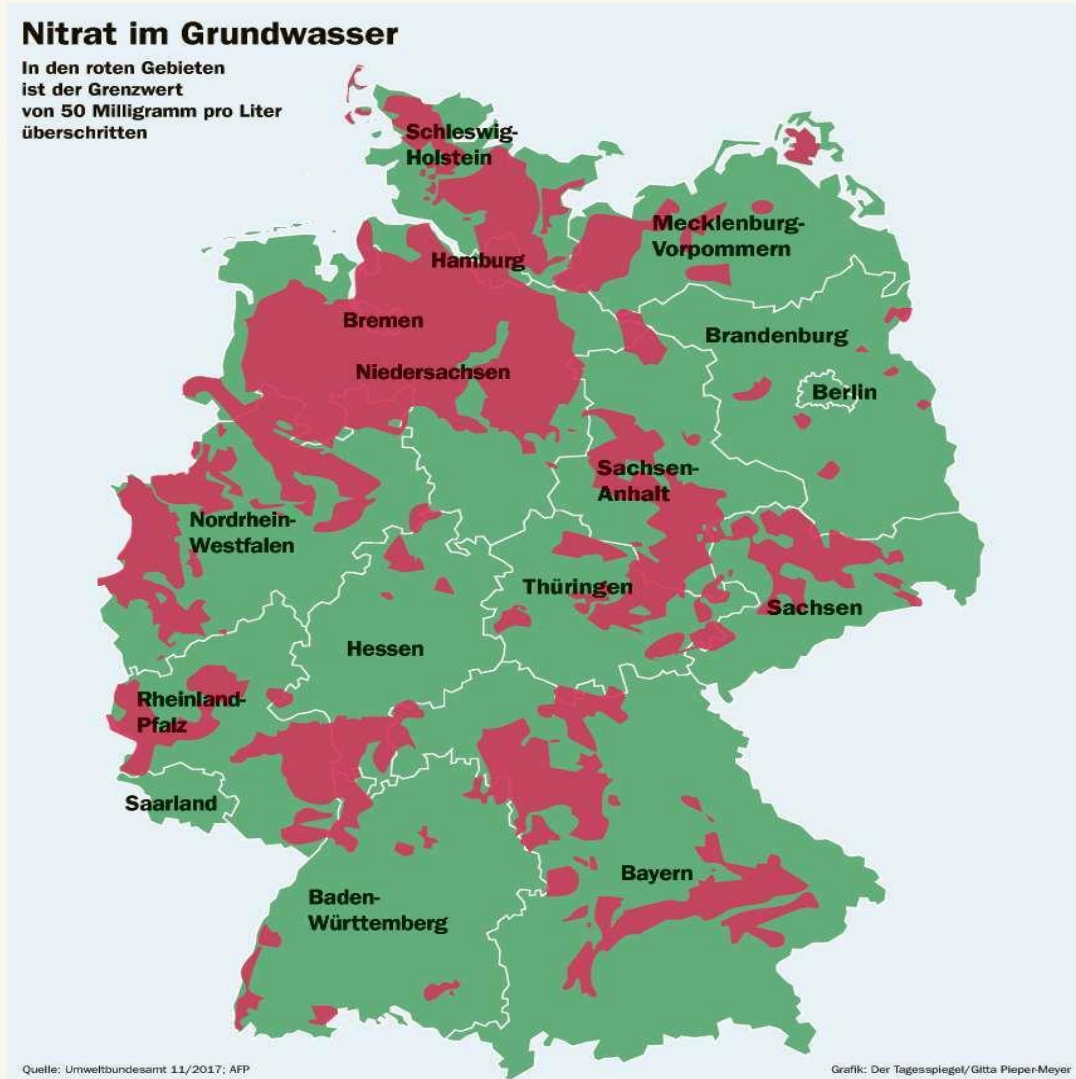 Nitrat im Grundwasser
In den roten Gebieten
ist der Grenzwert
von 50 Milligramm pro Liter
überschritten
Schleswig-
Holstein
Mecklenburg-
Vorpommern
Hamburg
Bremen
Brandenburg
Niedersachsen
Berlin
Sachsen-
Anhalt
Nordrhein-
Westfalen
Thüringen
Sachsen
Hessen
Rheinland-
Pfalz
Saarland
Bayern
Baden-
Württemberg
Quelle: Umweltbundesamt 11/2017; AFP
Grafik: Der Tagesspiegel/Gitta Pieper-Meyer